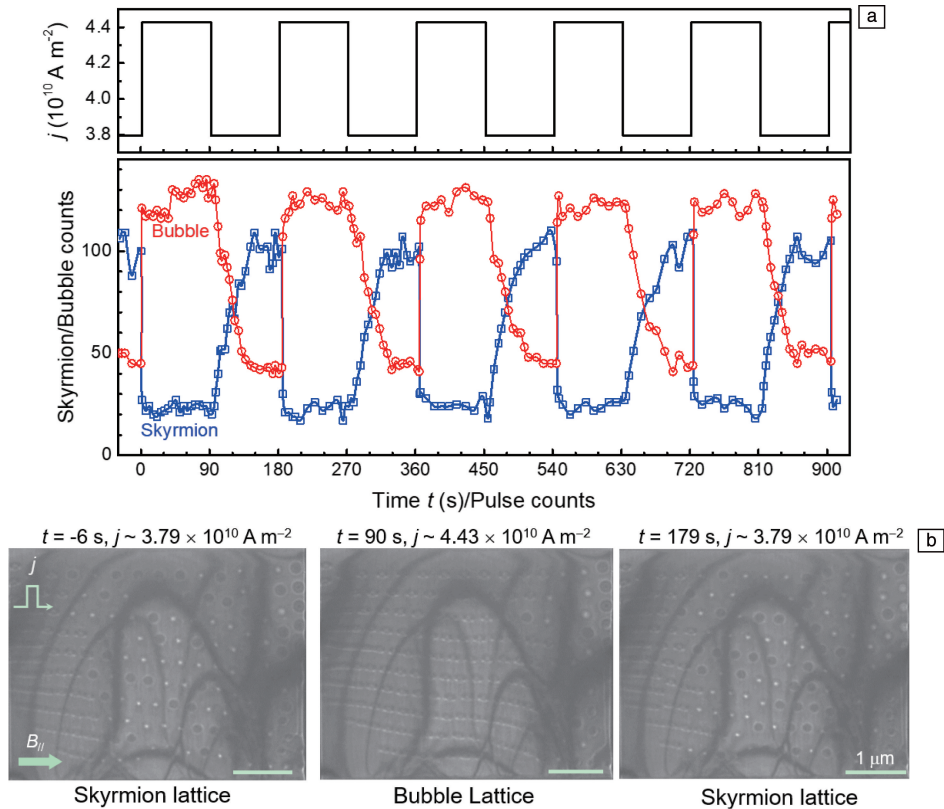 a
j (10^10 A m^−2)
4.4
4.0
3.8
Skyrmion/Bubble counts
100
50
0
Bubble
Skyrmion
0 90 180 270 360 450 540 630 720 810 900
Time t (s)/Pulse counts
b
t = -6 s, j ~ 3.79 × 10^10 A m^−2
t = 90 s, j ~ 4.43 × 10^10 A m^−2
t = 179 s, j ~ 3.79 × 10^10 A m^−2
j
B//
1 μm
Skyrmion lattice
Bubble Lattice
Skyrmion lattice